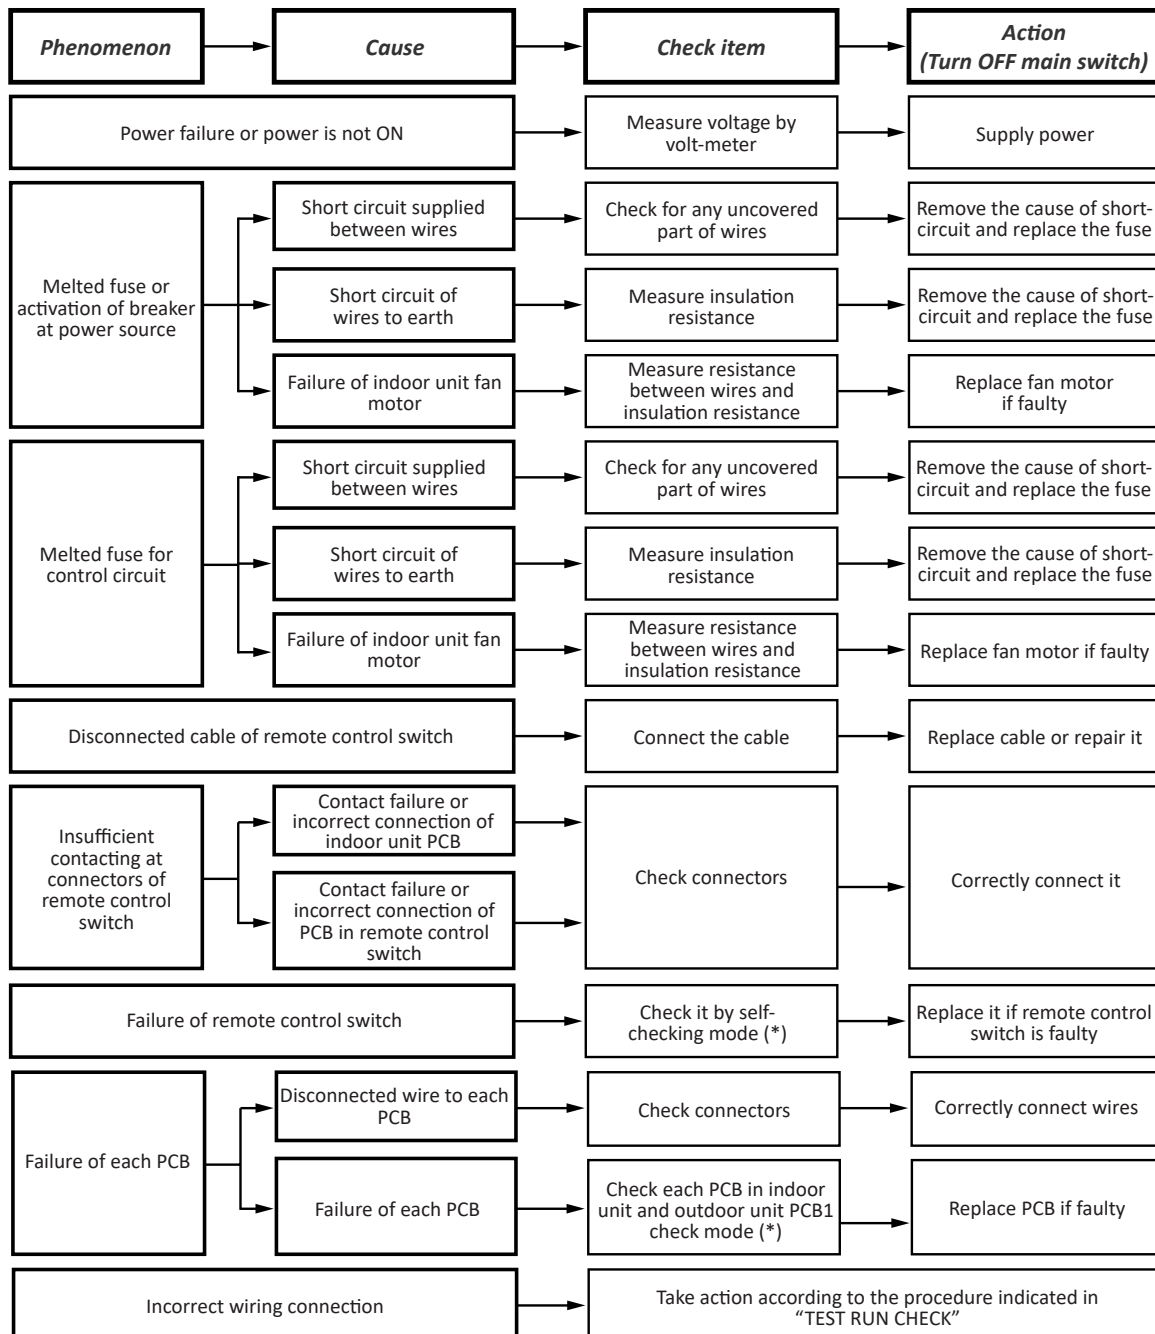 Phenomenon
Cause
Check item
Action
(Turn OFF main switch)
Power failure or power is not ON
Measure voltage by
volt-meter
Supply power
Melted fuse or
activation of breaker
at power source
Short circuit supplied
between wires
Check for any uncovered
part of wires
Remove the cause of short-
circuit and replace the fuse
Short circuit of
wires to earth
Measure insulation
resistance
Remove the cause of short-
circuit and replace the fuse
Failure of indoor unit fan
motor
Measure resistance
between wires and
insulation resistance
Replace fan motor
if faulty
Melted fuse for
control circuit
Short circuit supplied
between wires
Check for any uncovered
part of wires
Remove the cause of short-
circuit and replace the fuse
Short circuit of
wires to earth
Measure insulation
resistance
Remove the cause of short-
circuit and replace the fuse
Failure of indoor unit fan
motor
Measure resistance
between wires and
insulation resistance
Replace fan motor if faulty
Disconnected cable of remote control switch
Connect the cable
Replace cable or repair it
Insufficient
contacting at
connectors of
remote control
switch
Contact failure or
incorrect connection of
indoor unit PCB
Contact failure or
incorrect connection of
PCB in remote control
switch
Check connectors
Correctly connect it
Failure of remote control switch
Check it by self-
checking mode (*)
Replace it if remote control
switch is faulty
Failure of each PCB
Disconnected wire to each
PCB
Check connectors
Correctly connect wires
Failure of each PCB
Check each PCB in indoor
unit and outdoor unit PCB1
check mode (*)
Replace PCB if faulty
Incorrect wiring connection
Take action according to the procedure indicated in
“TEST RUN CHECK”